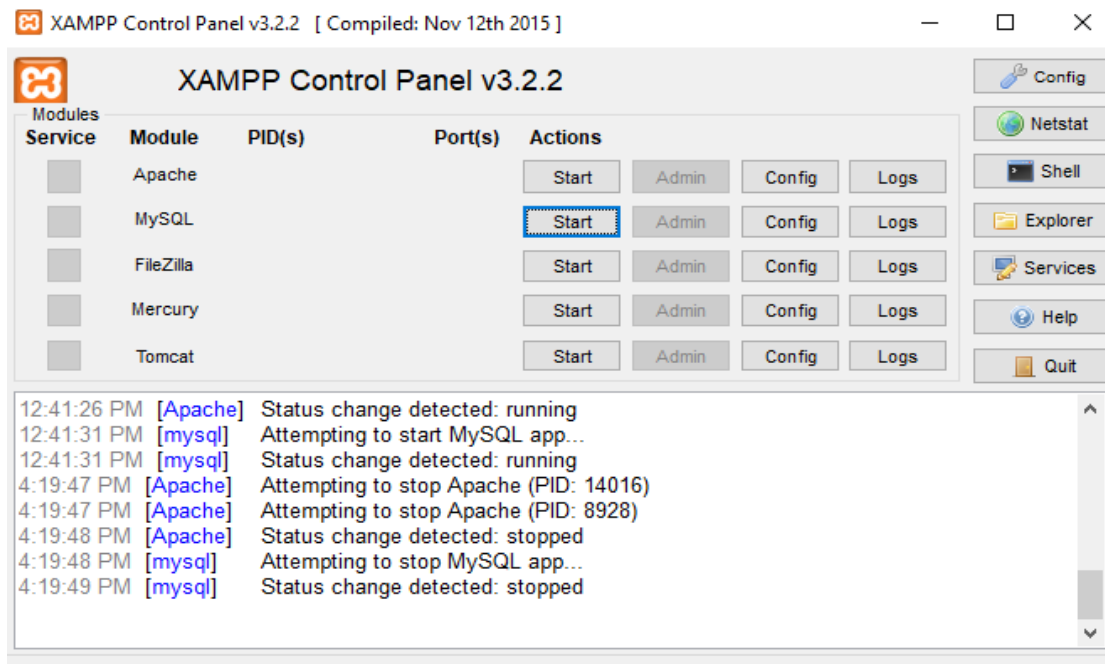 XAMPP Control Panel v3.2.2 [ Compiled: Nov 12th 2015 ]
XAMPP Control Panel v3.2.2
Config
Netstat
Shell
Explorer
Services
Help
Quit
Modules
Service Module PID(s) Port(s) Actions
Apache Start Admin Config Logs
MySQL Start Admin Config Logs
FileZilla Start Admin Config Logs
Mercury Start Admin Config Logs
Tomcat Start Admin Config Logs
12:41:26 PM [Apache] Status change detected: running
12:41:31 PM [mysql] Attempting to start MySQL app...
12:41:31 PM [mysql] Status change detected: running
4:19:47 PM [Apache] Attempting to stop Apache (PID: 14016)
4:19:47 PM [Apache] Attempting to stop Apache (PID: 8928)
4:19:48 PM [Apache] Status change detected: stopped
4:19:48 PM [mysql] Attempting to stop MySQL app...
4:19:49 PM [mysql] Status change detected: stopped